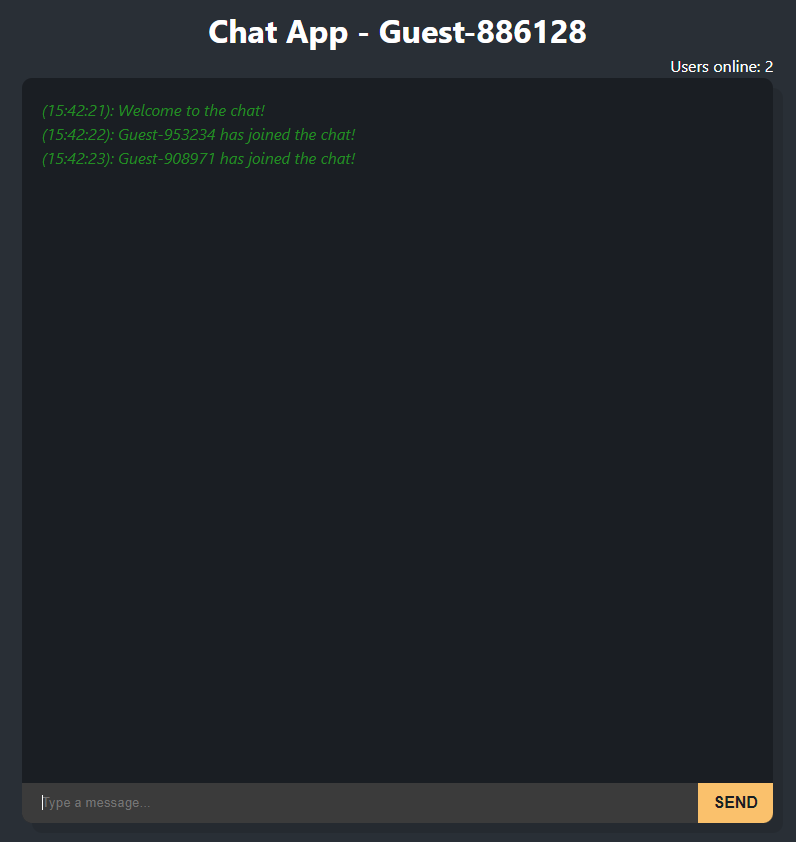 Chat App - Guest-886128
Users online: 2
(15:42:21): Welcome to the chat!
(15:42:22): Guest-953234 has joined the chat!
(15:42:23): Guest-908971 has joined the chat!
Type a message...
SEND